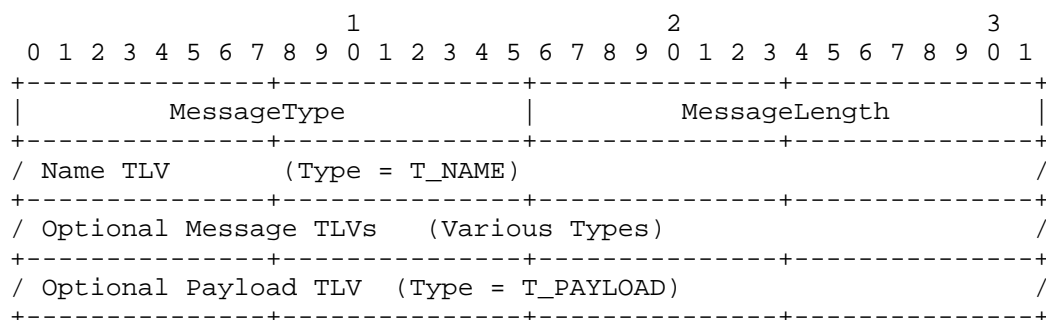 1                   2                   3
 0 1 2 3 4 5 6 7 8 9 0 1 2 3 4 5 6 7 8 9 0 1 2 3 4 5 6 7 8 9 0 1
+---------------+---------------+---------------+---------------+
|          MessageType          |         MessageLength         |
+---------------+---------------+---------------+---------------+
/ Name TLV       (Type = T_NAME)                                /
+---------------+---------------+---------------+---------------+
/ Optional Message TLVs   (Various Types)                       /
+---------------+---------------+---------------+---------------+
/ Optional Payload TLV  (Type = T_PAYLOAD)                      /
+---------------+---------------+---------------+---------------+